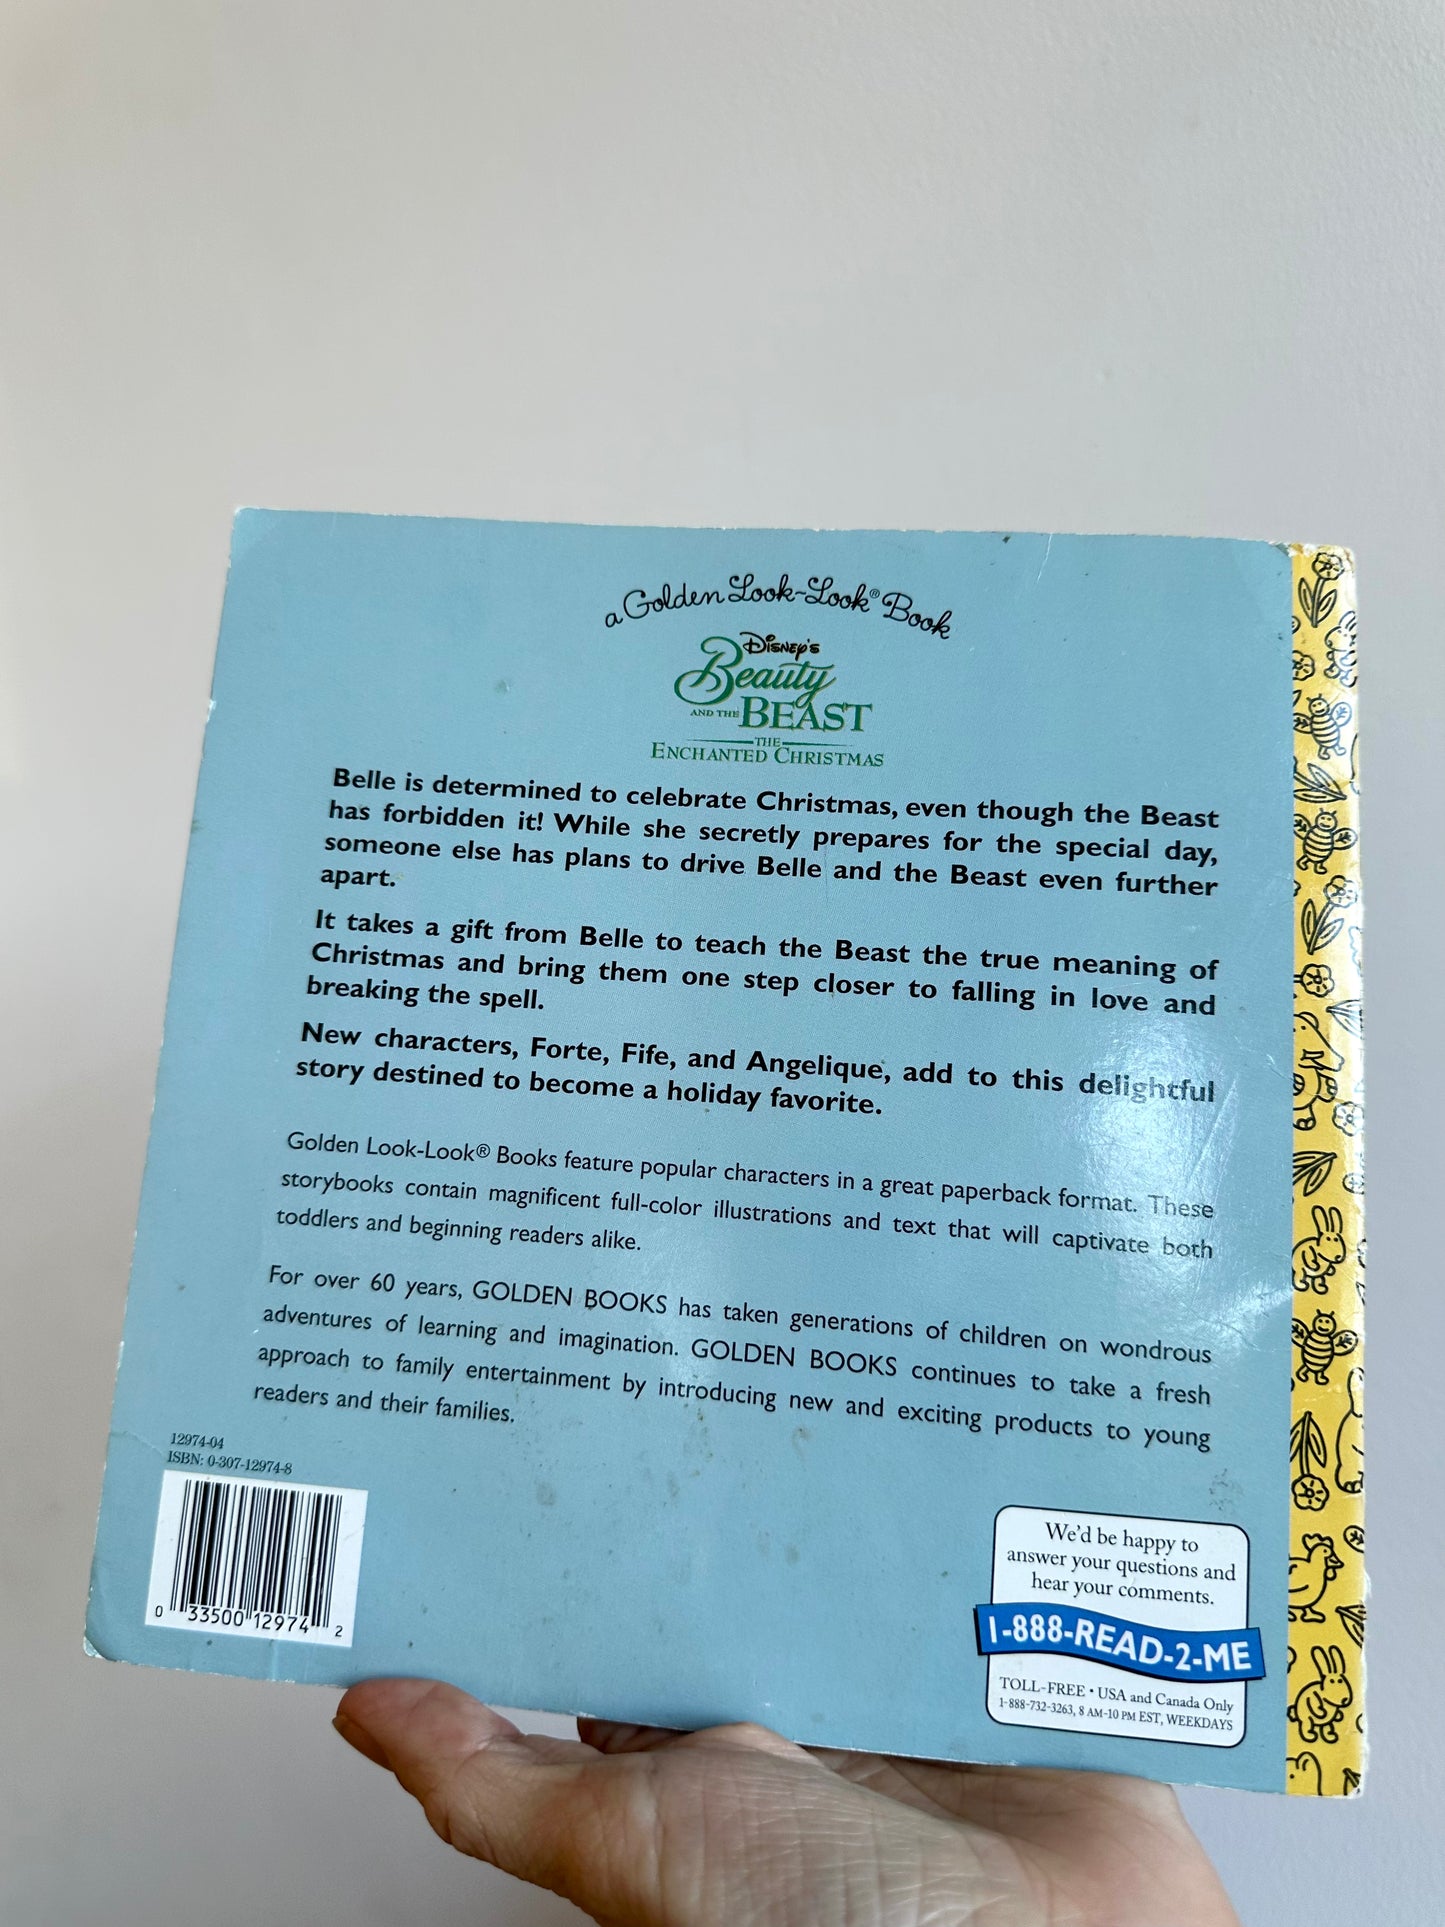 a Golden Look-Look® Book
DISNEY'S
Beauty
AND THE BEAST
THE
ENCHANTED CHRISTMAS
Belle is determined to celebrate Christmas, even though the Beast
has forbidden it! While she secretly prepares for the special day,
someone else has plans to drive Belle and the Beast even further
apart.
It takes a gift from Belle to teach the Beast the true meaning of
Christmas and bring them one step closer to falling in love and
breaking the spell.
New characters, Forte, Fife, and Angelique, add to this delightful
story destined to become a holiday favorite.
Golden Look-Look® Books feature popular characters in a great paperback format. These
storybooks contain magnificent full-color illustrations and text that will captivate both
toddlers and beginning readers alike.
For over 60 years, GOLDEN BOOKS has taken generations of children on wondrous
adventures of learning and imagination. GOLDEN BOOKS continues to take a fresh
approach to family entertainment by introducing new and exciting products to young
readers and their families.
12974-04
ISBN: 0-307-12974-8
0 33500 12974 2
We'd be happy to
answer your questions and
hear your comments.
1-888-READ-2-ME
TOLL-FREE • USA and Canada Only
1-888-732-3263, 8 AM-10 PM EST, WEEKDAYS